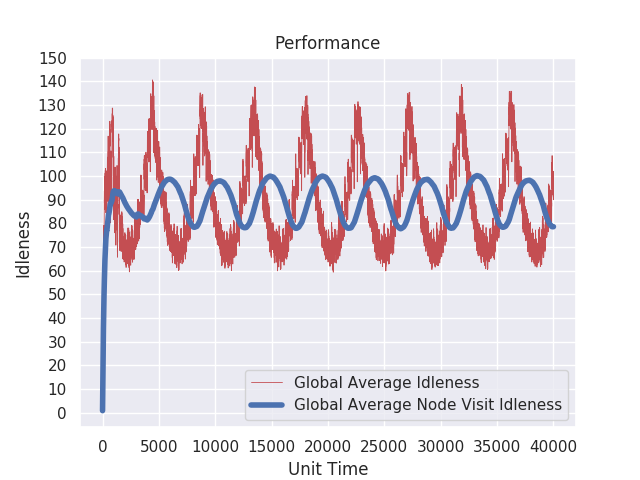 Performance
150
140
130
120
110
100
90
80
70
60
50
40
30
20
10
0
Idleness
Global Average Idleness
Global Average Node Visit Idleness
0 5000 10000 15000 20000 25000 30000 35000 40000
Unit Time